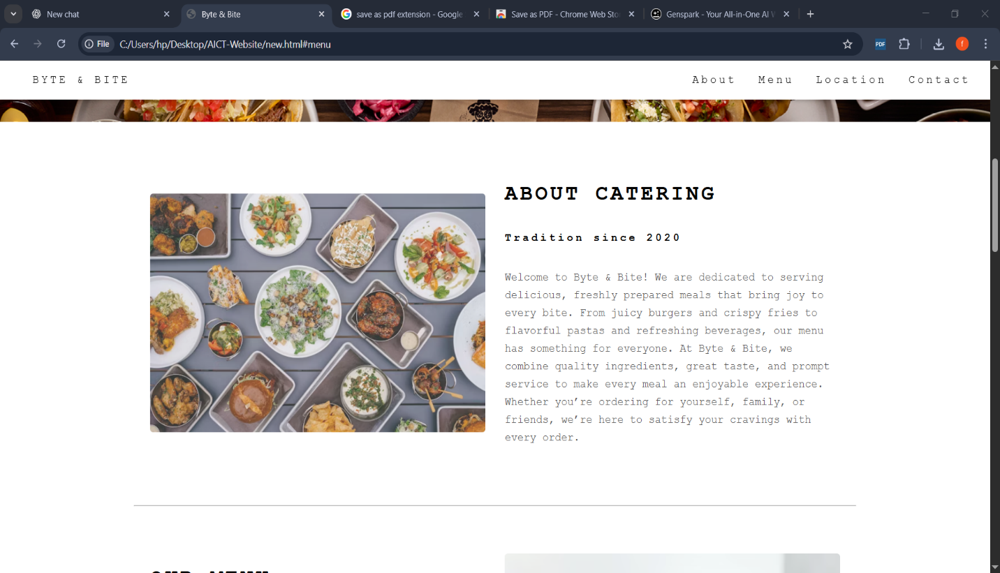 New chat
Byte & Bite
save as pdf extension - Google
Save as PDF - Chrome Web Sto
Genspark - Your All-in-One AI W
File
C:/Users/hp/Desktop/AICT-Website/new.html#menu
PDF
f
BYTE & BITE
About
Menu
Location
Contact
ABOUT CATERING
Tradition since 2020
Welcome to Byte & Bite! We are dedicated to serving
delicious, freshly prepared meals that bring joy to
every bite. From juicy burgers and crispy fries to
flavorful pastas and refreshing beverages, our menu
has something for everyone. At Byte & Bite, we
combine quality ingredients, great taste, and prompt
service to make every meal an enjoyable experience.
Whether you’re ordering for yourself, family, or
friends, we’re here to satisfy your cravings with
every order.
OUR MENU